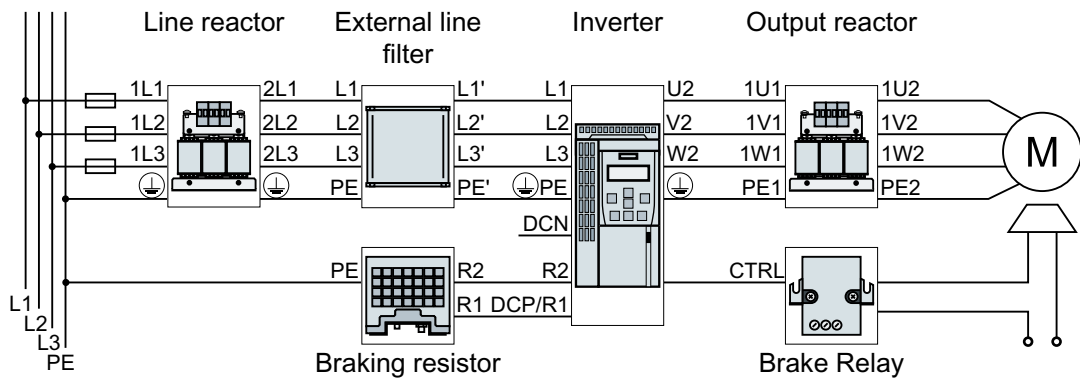 Line reactor External line filter Inverter Output reactor
1L1 2L1 L1 L1' L1 U2 1U1 1U2
1L2 2L2 L2 L2' L2 V2 1V1 1V2
1L3 2L3 L3 L3' L3 W2 1W1 1W2
PE PE' PE PE1 PE2
M
DCN
PE R2 R2 CTRL
R1 DCP/R1
L1
L2
L3
PE
Braking resistor Brake Relay